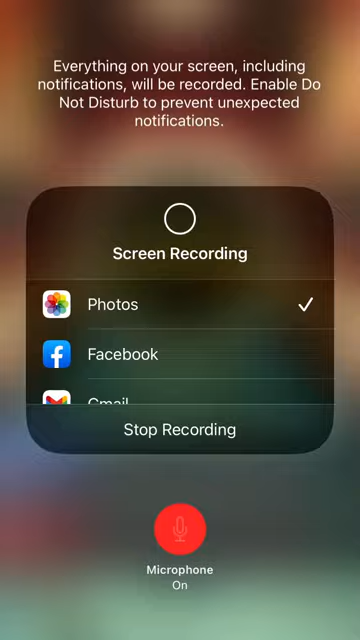 Everything on your screen, including
notifications, will be recorded. Enable Do
Not Disturb to prevent unexpected
notifications.
Screen Recording
Photos
Facebook
Gmail
Stop Recording
Microphone
On